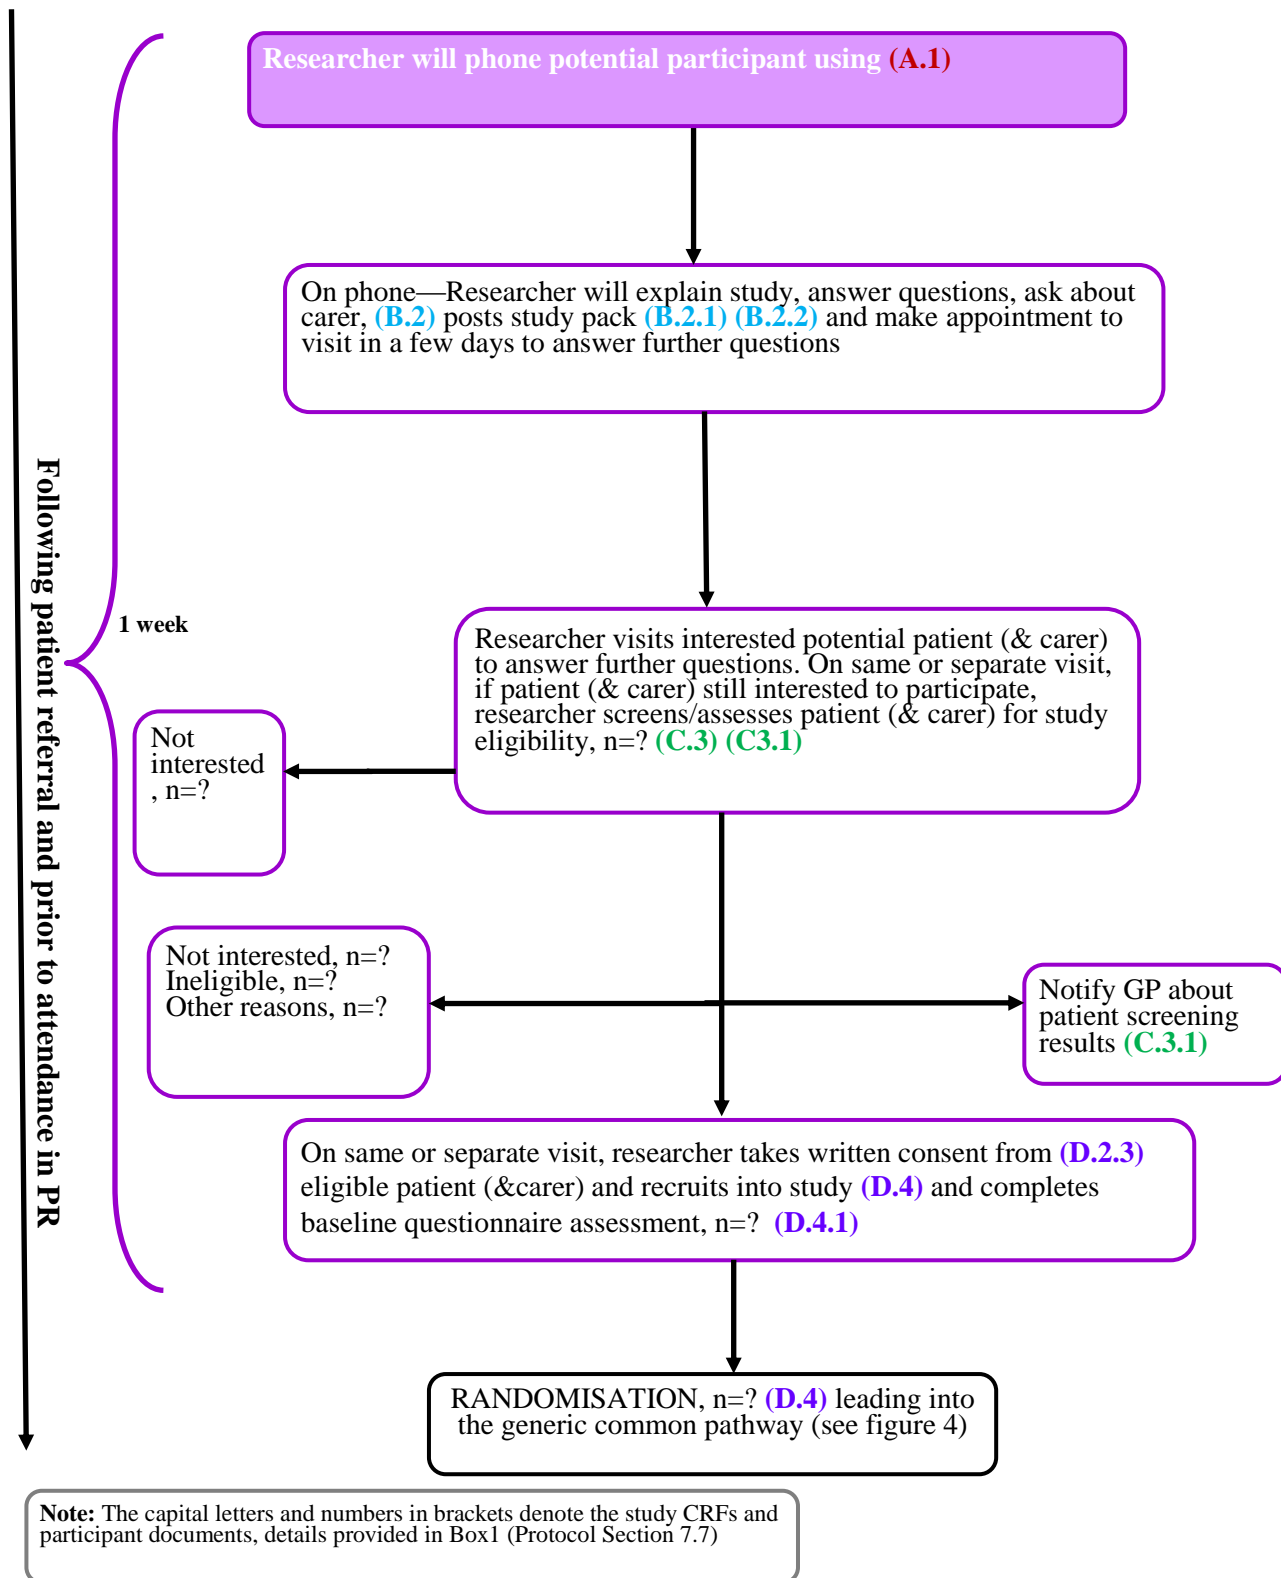 Researcher will phone potential participant using (A.1)
On phone—Researcher will explain study, answer questions, ask about
carer, (B.2) posts study pack (B.2.1) (B.2.2) and make appointment to
visit in a few days to answer further questions
Following patient referral and prior to attendance in PR
1 week
Researcher visits interested potential patient (& carer)
to answer further questions. On same or separate visit,
if patient (& carer) still interested to participate,
researcher screens/assesses patient (& carer) for study
eligibility, n=? (C.3) (C3.1)
Not
interested
, n=?
Not interested, n=?
Ineligible, n=?
Other reasons, n=?
Notify GP about
patient screening
results (C.3.1)
On same or separate visit, researcher takes written consent from (D.2.3)
eligible patient (&carer) and recruits into study (D.4) and completes
baseline questionnaire assessment, n=? (D.4.1)
RANDOMISATION, n=? (D.4) leading into
the generic common pathway (see figure 4)
Note: The capital letters and numbers in brackets denote the study CRFs and
participant documents, details provided in Box1 (Protocol Section 7.7)